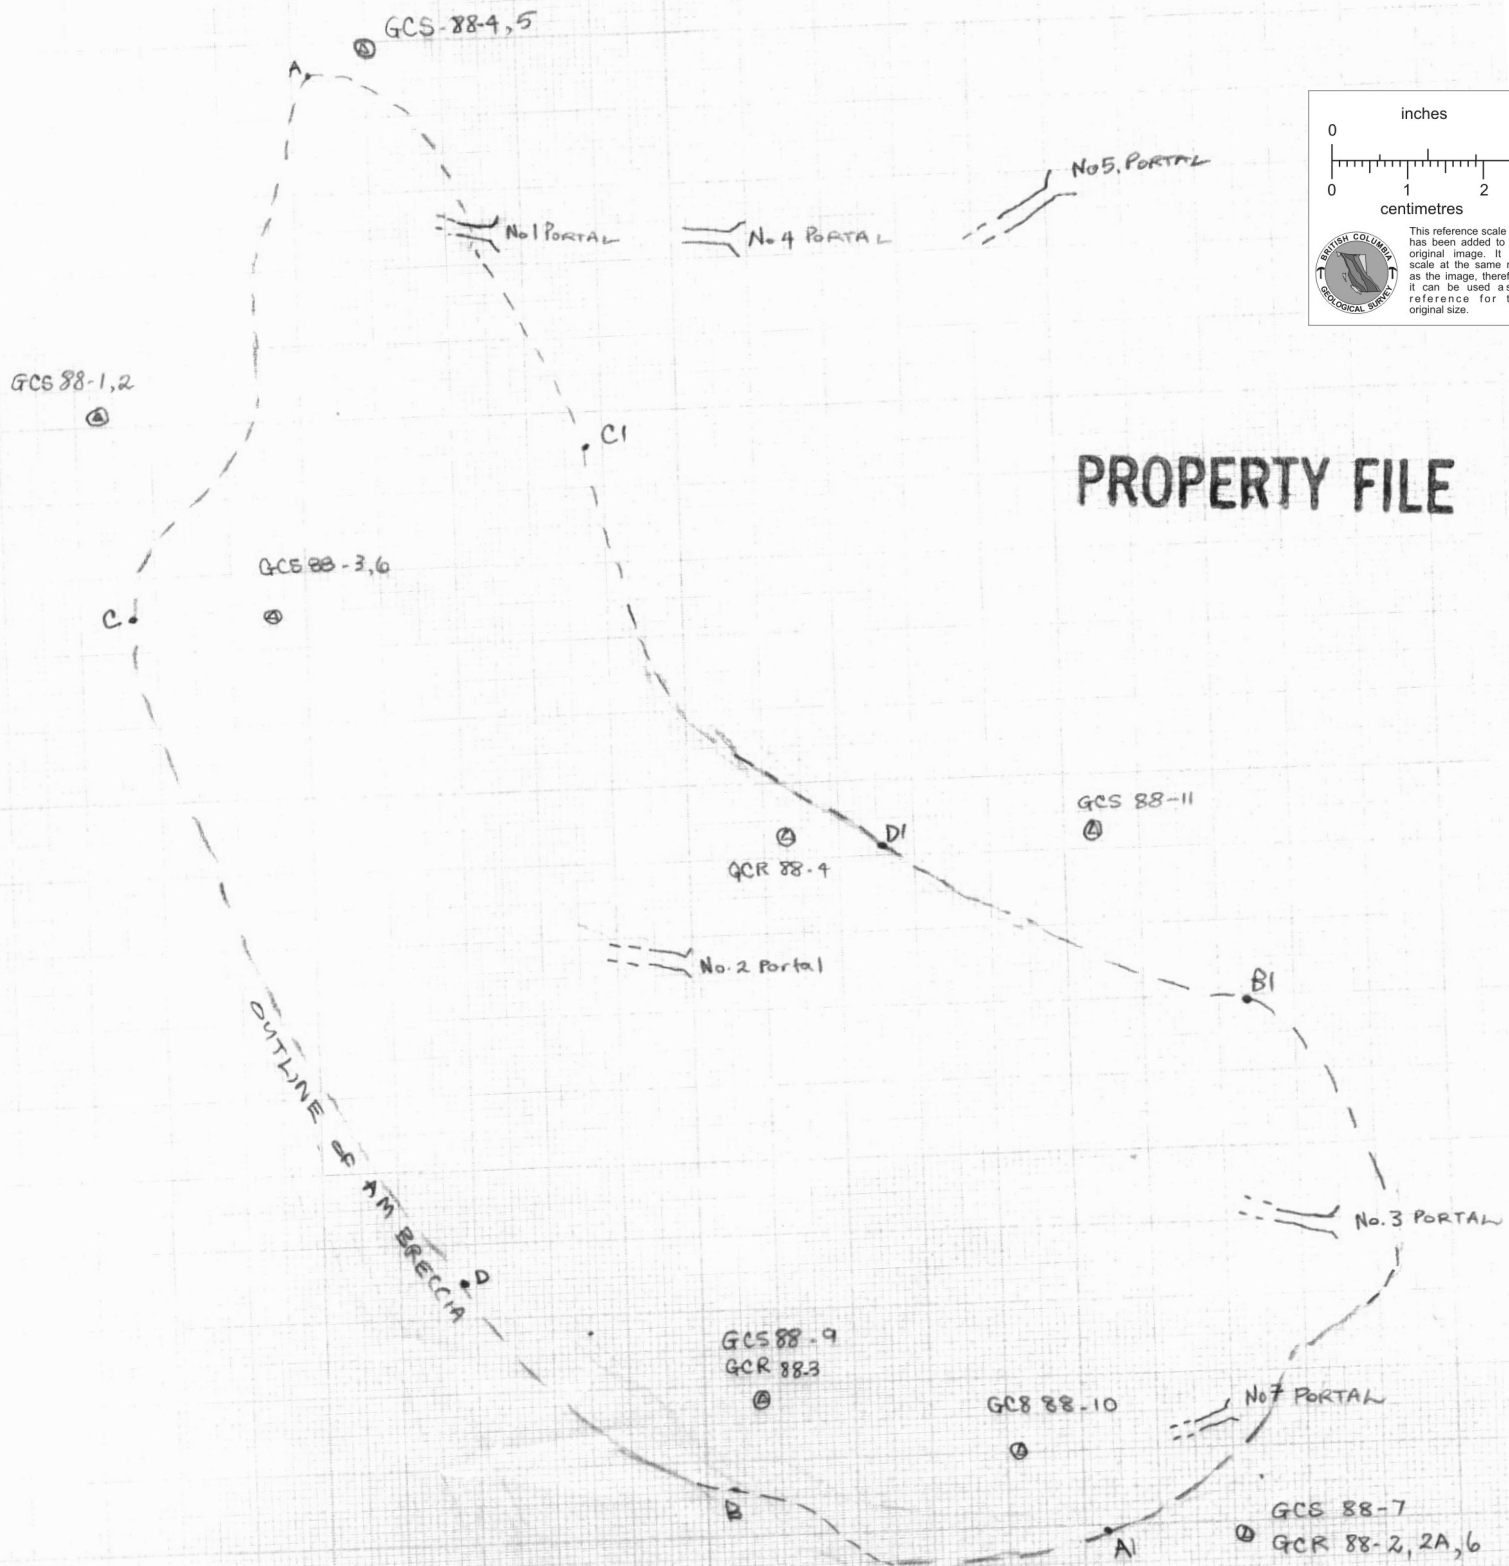 GCS-88-4,5
A
inches
0
0 1 2
centimetres
This reference scale
has been added to
original image. It
scale at the same
as the image,
it can be used as
reference for
original size.
BRITISH COLUMBIA
GEOLOGICAL SURVEY
No5. PORTAL
No1 PORTAL
No.4 PORTAL
GCS 88-1,2
C1
PROPERTY FILE
GCS 88-3,6
C
GCS 88-11
D1
GCR 88-4
No.2 Portal
B1
OUTLINE of AM BRECCIA
No.3 PORTAL
D
GCS 88-9
GCR 88-3
No7 PORTAL
GCS 88-10
B
GCS 88-7
A1
GCR 88-2, 2A, 6